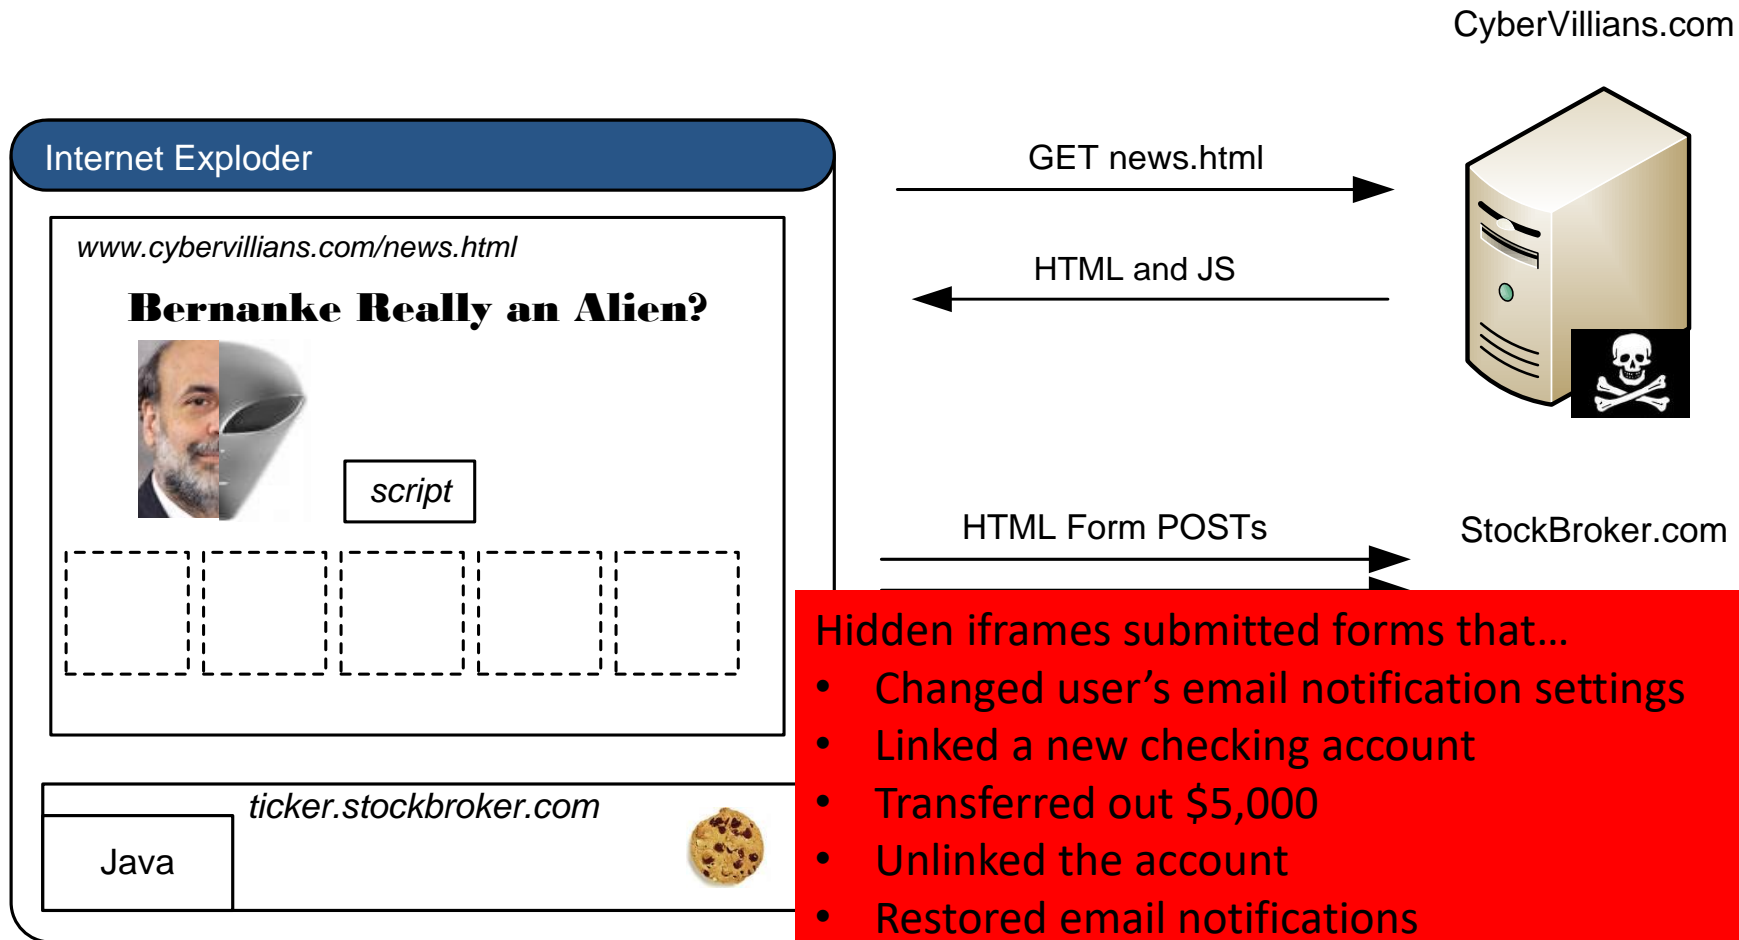 CyberVillians.com
Internet Exploder
GET news.html
www.cybervillians.com/news.html
HTML and JS
Bernanke Really an Alien?
script
HTML Form POSTs
StockBroker.com
Hidden iframes submitted forms that…
• Changed user’s email notification settings
• Linked a new checking account
• Transferred out $5,000
• Unlinked the account
• Restored email notifications
ticker.stockbroker.com
Java